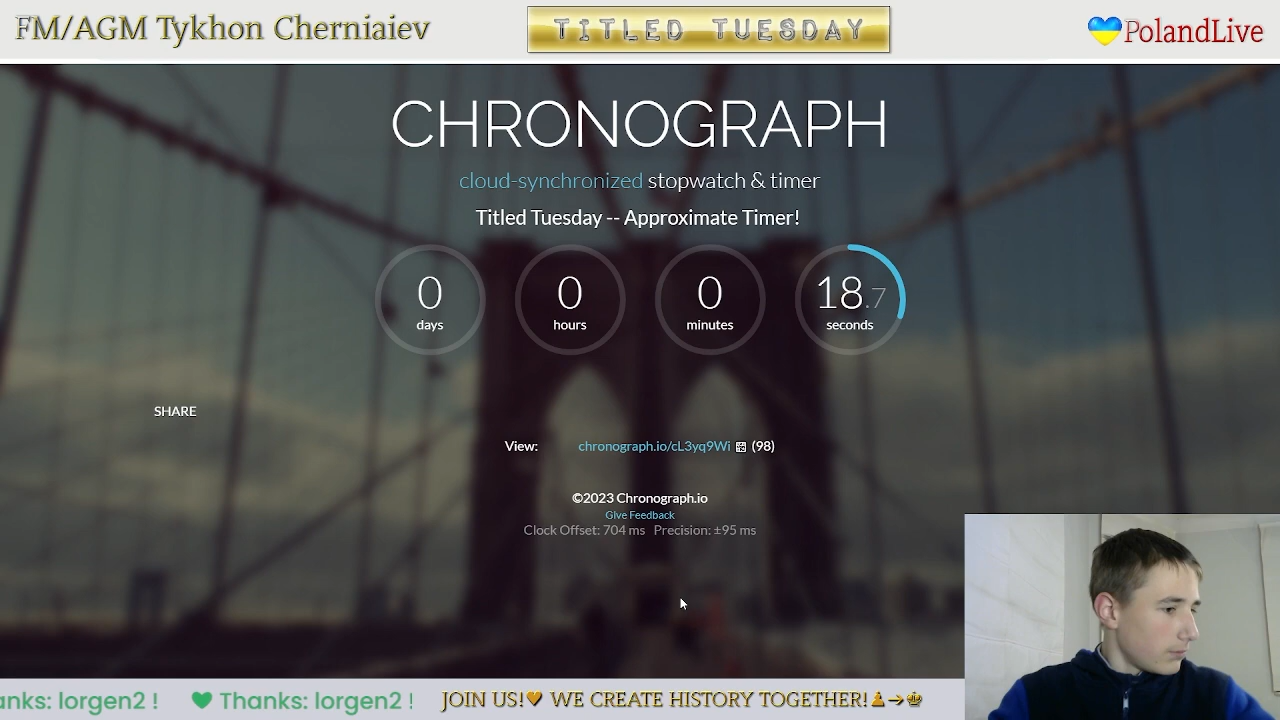 FM/AGM Tykhon Cherniaiev
TITLED TUESDAY
PolandLive
CHRONOGRAPH
cloud-synchronized stopwatch & timer
Titled Tuesday -- Approximate Timer!
0 0 0 18.7
days hours minutes seconds
SHARE
View: chronograph.io/cL3yq9Wi (98)
©2023 Chronograph.io
Give Feedback
Clock Offset: 704 ms Precision: ±95 ms
anks: lorgen2 ! Thanks: lorgen2 ! JOIN US! WE CREATE HISTORY TOGETHER!